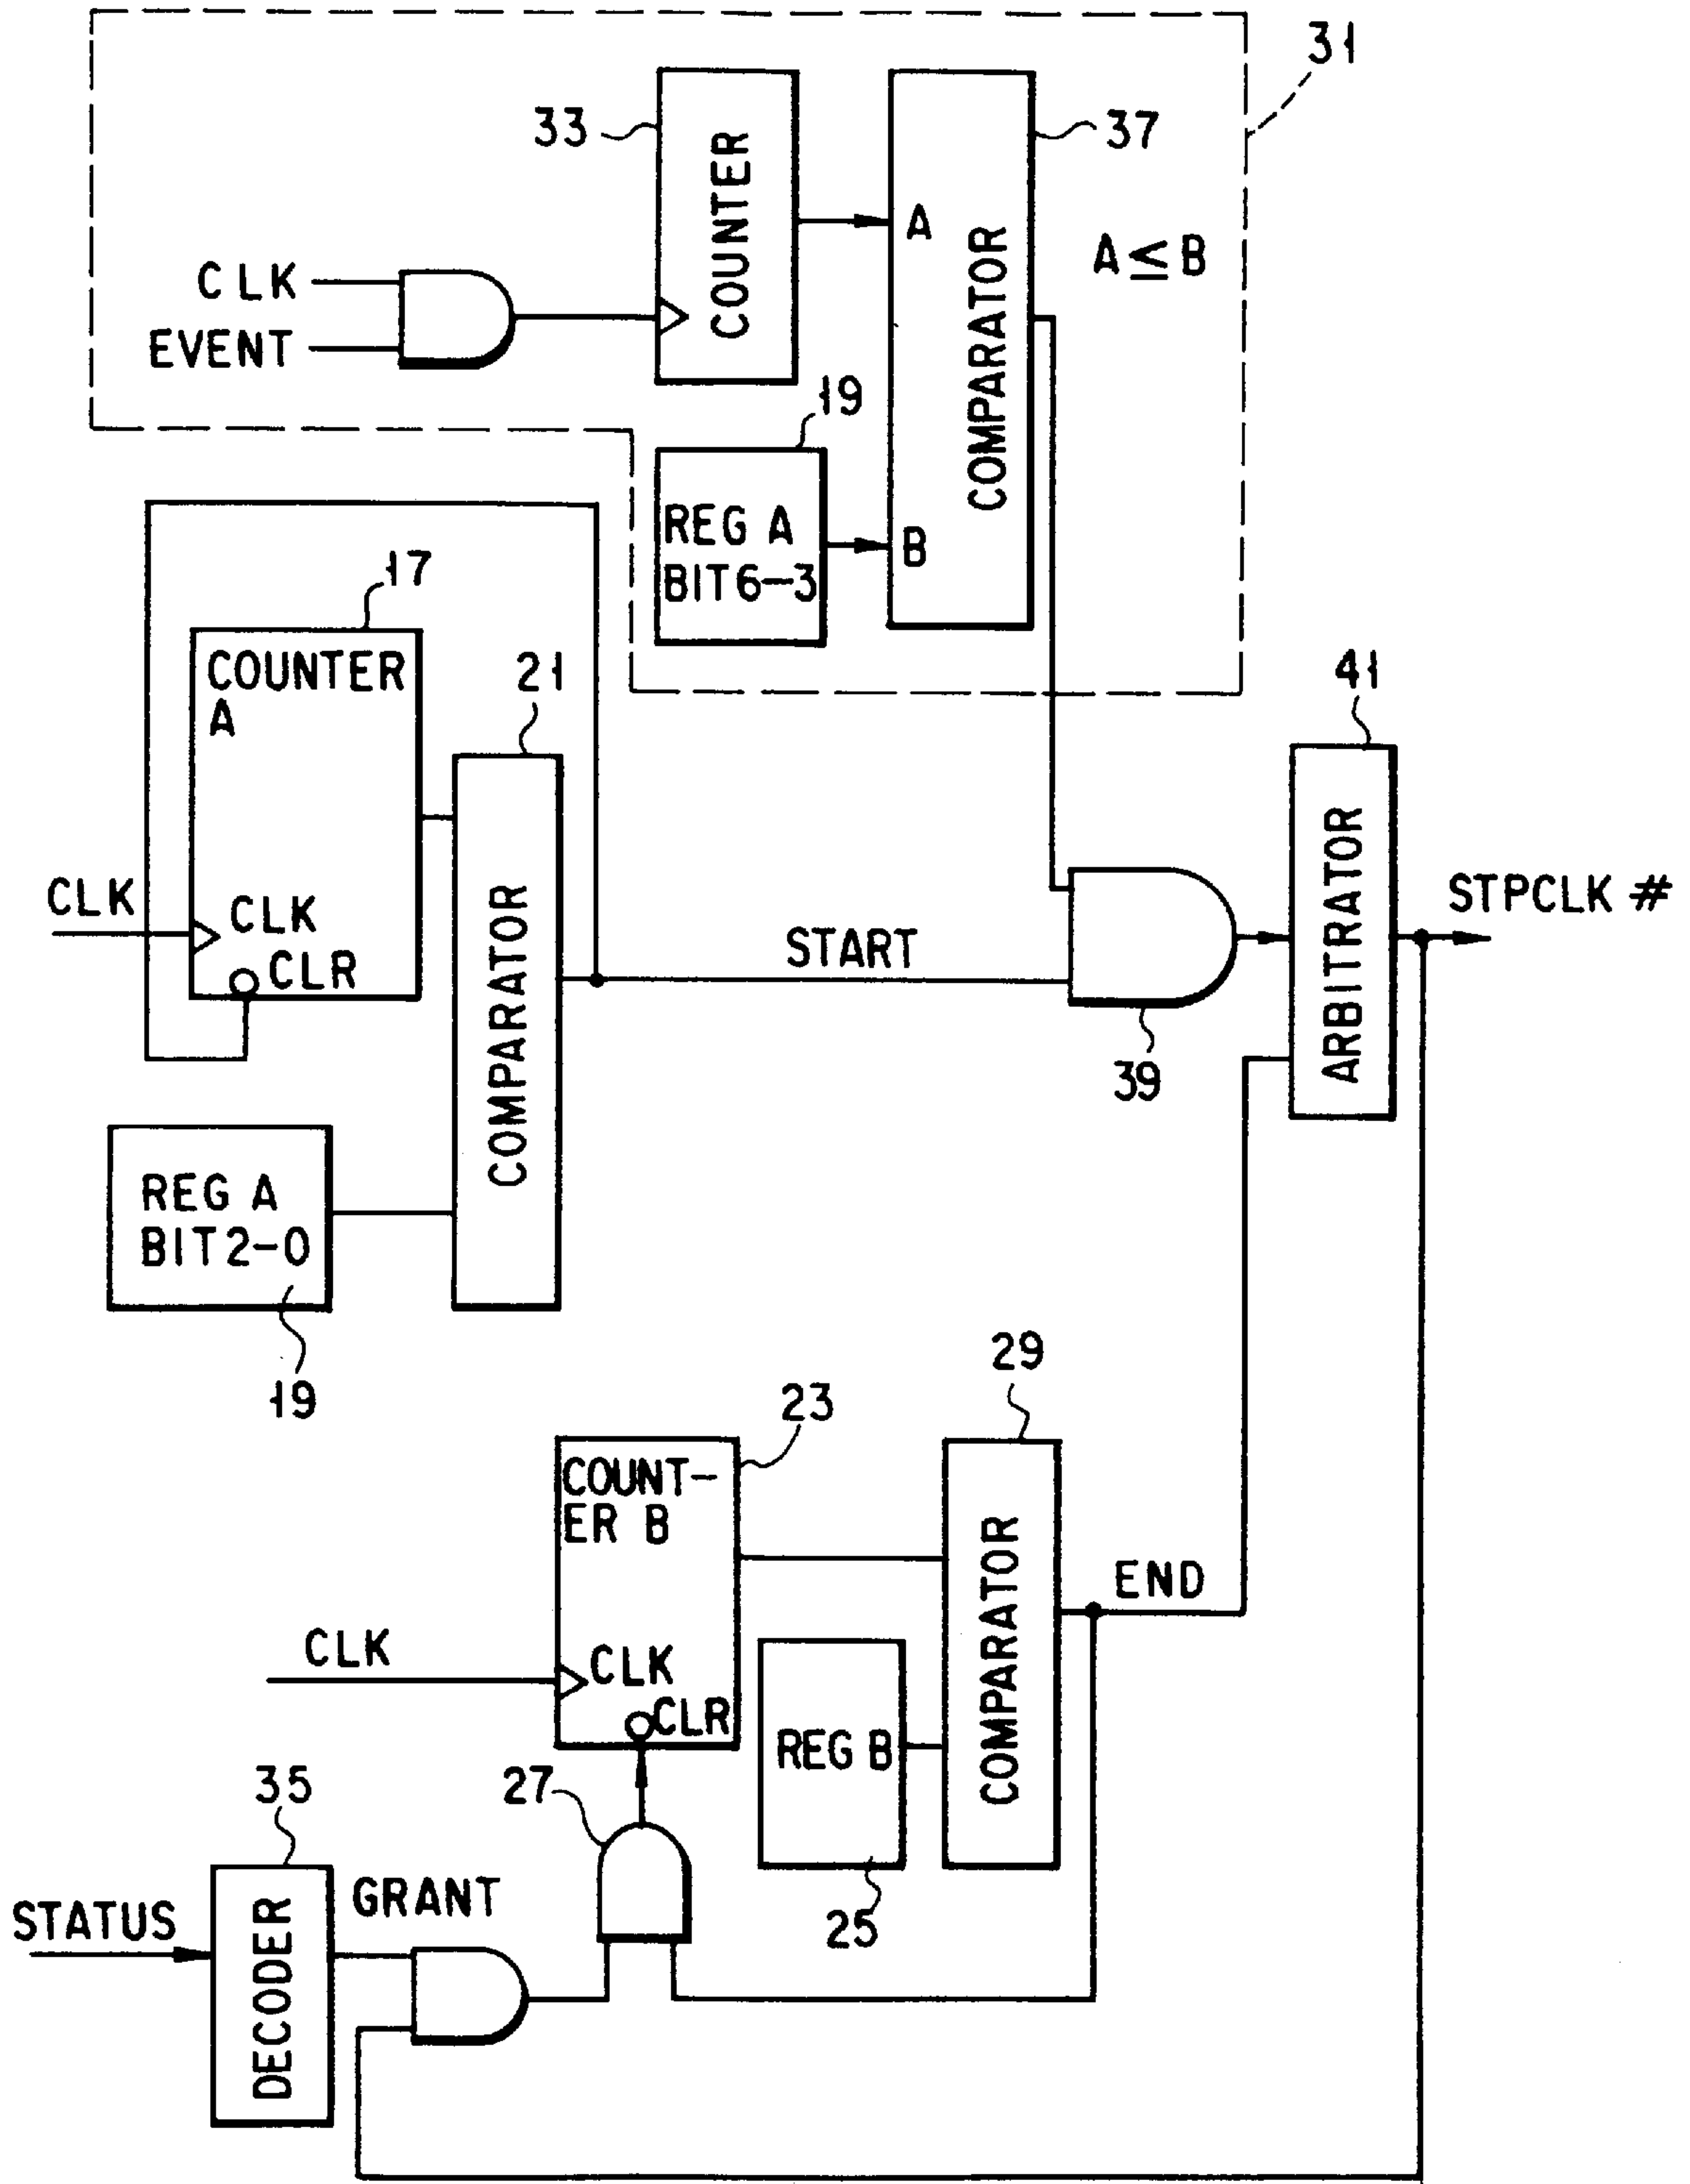 31
33
37
COUNTER
A
COMPARATOR
A ≤ B
CLK
EVENT
19
REG A
BIT6-3
B
17
COUNTER
A
21
41
CLK
CLK
CLR
COMPARATOR
START
39
ARBITRATOR
STPCLK #
REG A
BIT2-0
19
29
23
COUNT-
ER B
CLK
CLK
CLR
REG B
COMPARATOR
END
27
25
35
STATUS
DECODER
GRANT